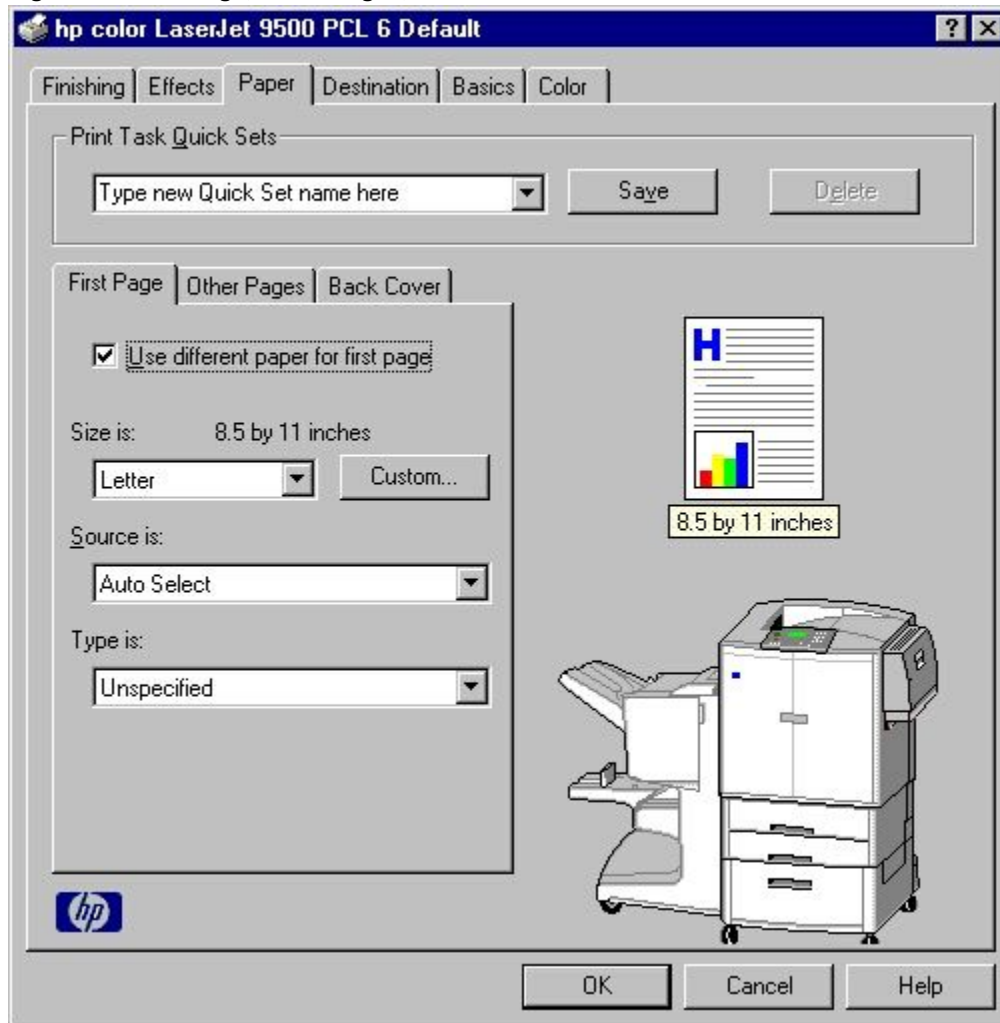 hp color LaserJet 9500 PCL 6 Default
Finishing Effects Paper Destination Basics Color
Print Task Quick Sets
Type new Quick Set name here Save Delete
First Page Other Pages Back Cover
Use different paper for first page
Size is: 8.5 by 11 inches
Letter Custom...
Source is:
Auto Select
Type is:
Unspecified
H
8.5 by 11 inches
hp
OK Cancel Help